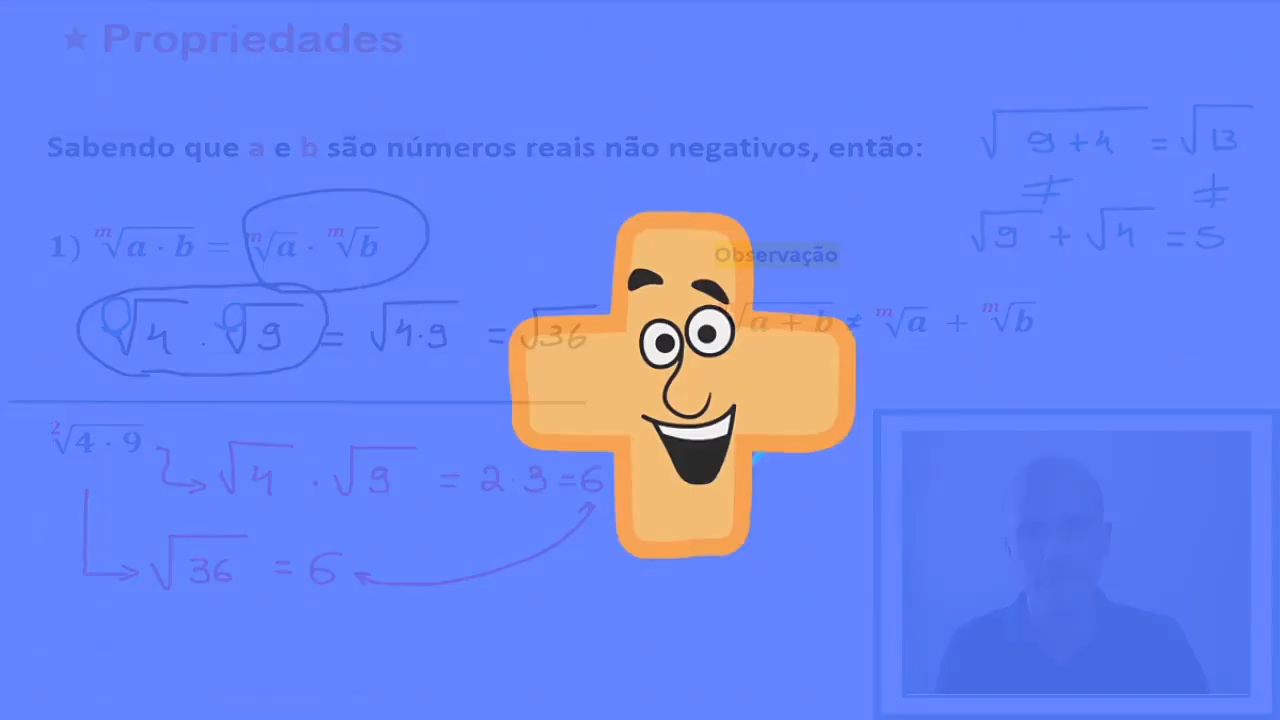 ★ Propriedades
Sabendo que a e b são números reais não negativos, então:
√(9+4) = √13
≠ ≠
√9 + √4 = 5
1) ᵐ√(a · b) = ᵐ√a · ᵐ√b
Observação
√(a + b) ≠ ᵐ√a + ᵐ√b
√4 · √9 = √(4·9) = √36
²√(4 · 9)
√4 · √9 = 2·3 = 6
√36 = 6